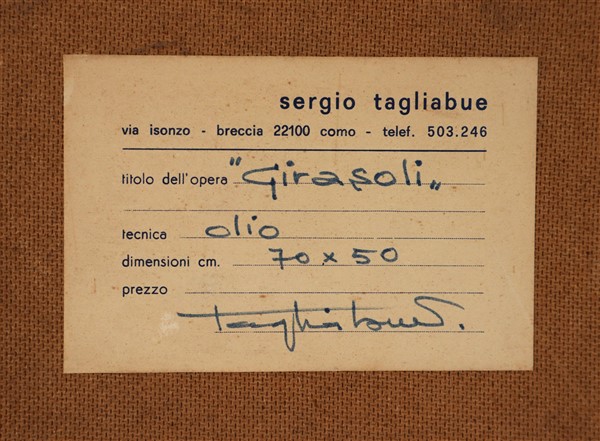 sergio tagliabue
via isonzo - breccia 22100 como - telef. 503.246
titolo dell'opera "Girasoli"
tecnica olio
dimensioni cm. 70 x 50
prezzo
Tagliabue S.